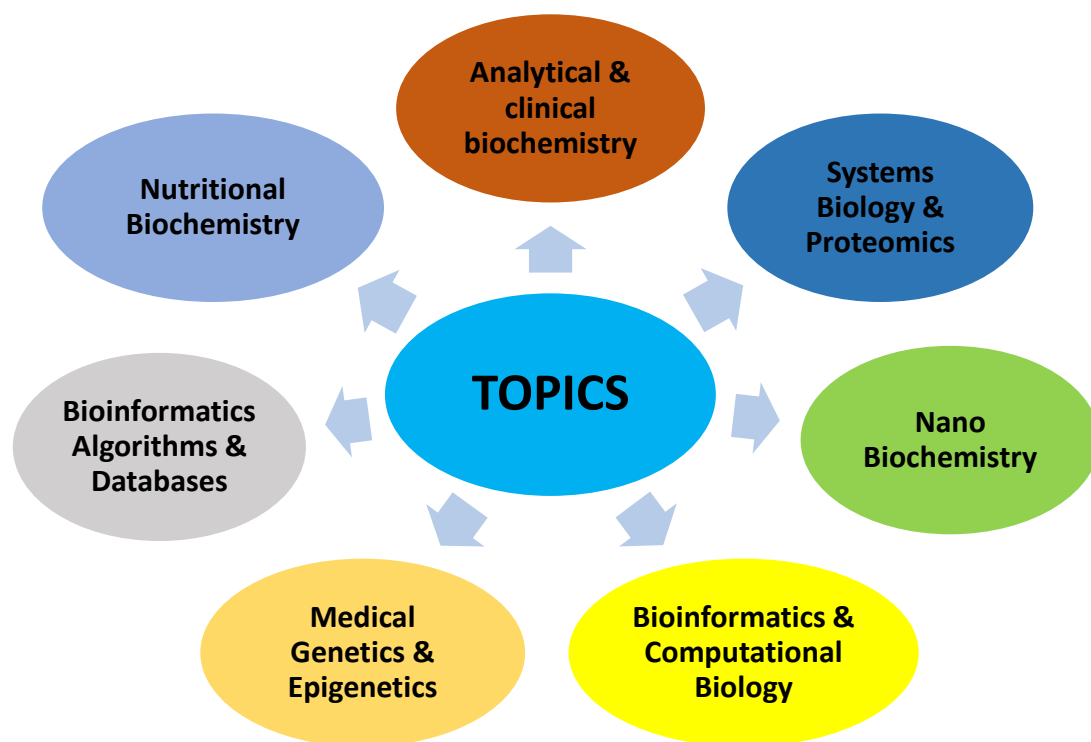 Analytical &
clinical
biochemistry
Systems
Biology &
Proteomics
Nano
Biochemistry
Bioinformatics &
Computational
Biology
Medical
Genetics &
Epigenetics
Bioinformatics
Algorithms &
Databases
Nutritional
Biochemistry
TOPICS